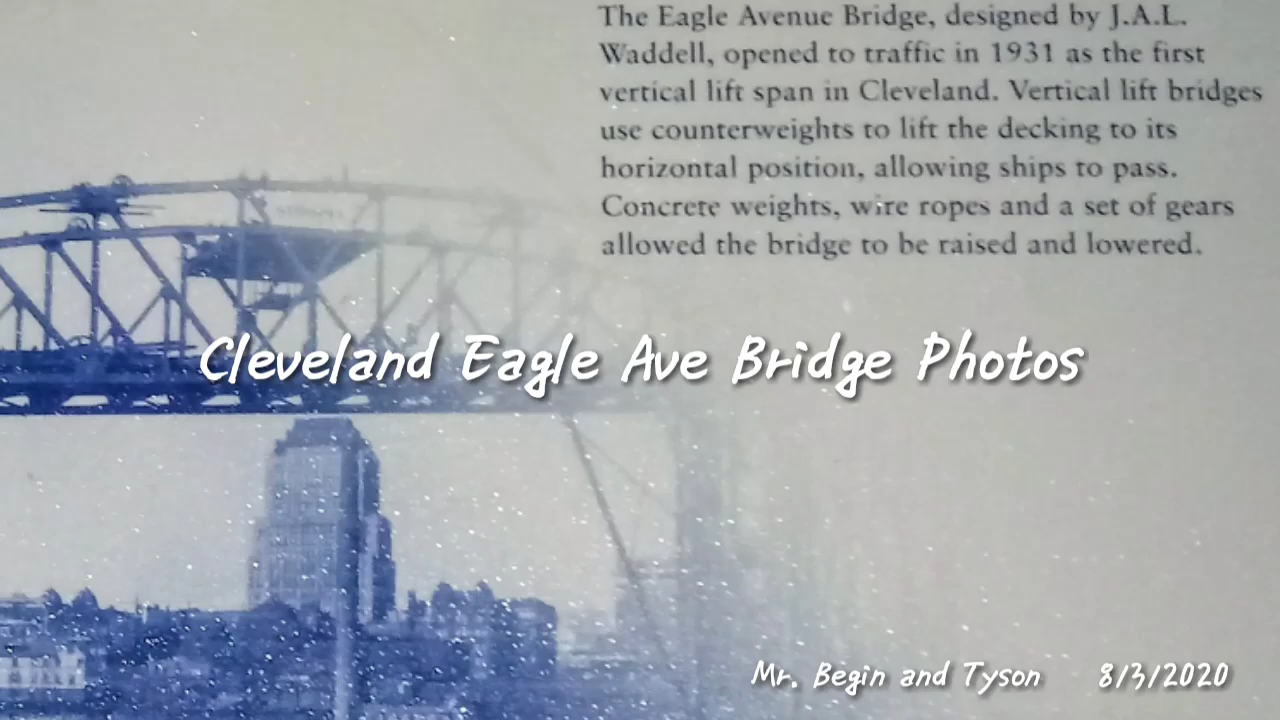 The Eagle Avenue Bridge, designed by J.A.L.
Waddell, opened to traffic in 1931 as the first
vertical lift span in Cleveland. Vertical lift bridges
use counterweights to lift the decking to its
horizontal position, allowing ships to pass.
Concrete weights, wire ropes and a set of gears
allowed the bridge to be raised and lowered.
Cleveland Eagle Ave Bridge Photos
Mr. Begin and Tyson 8/3/2020